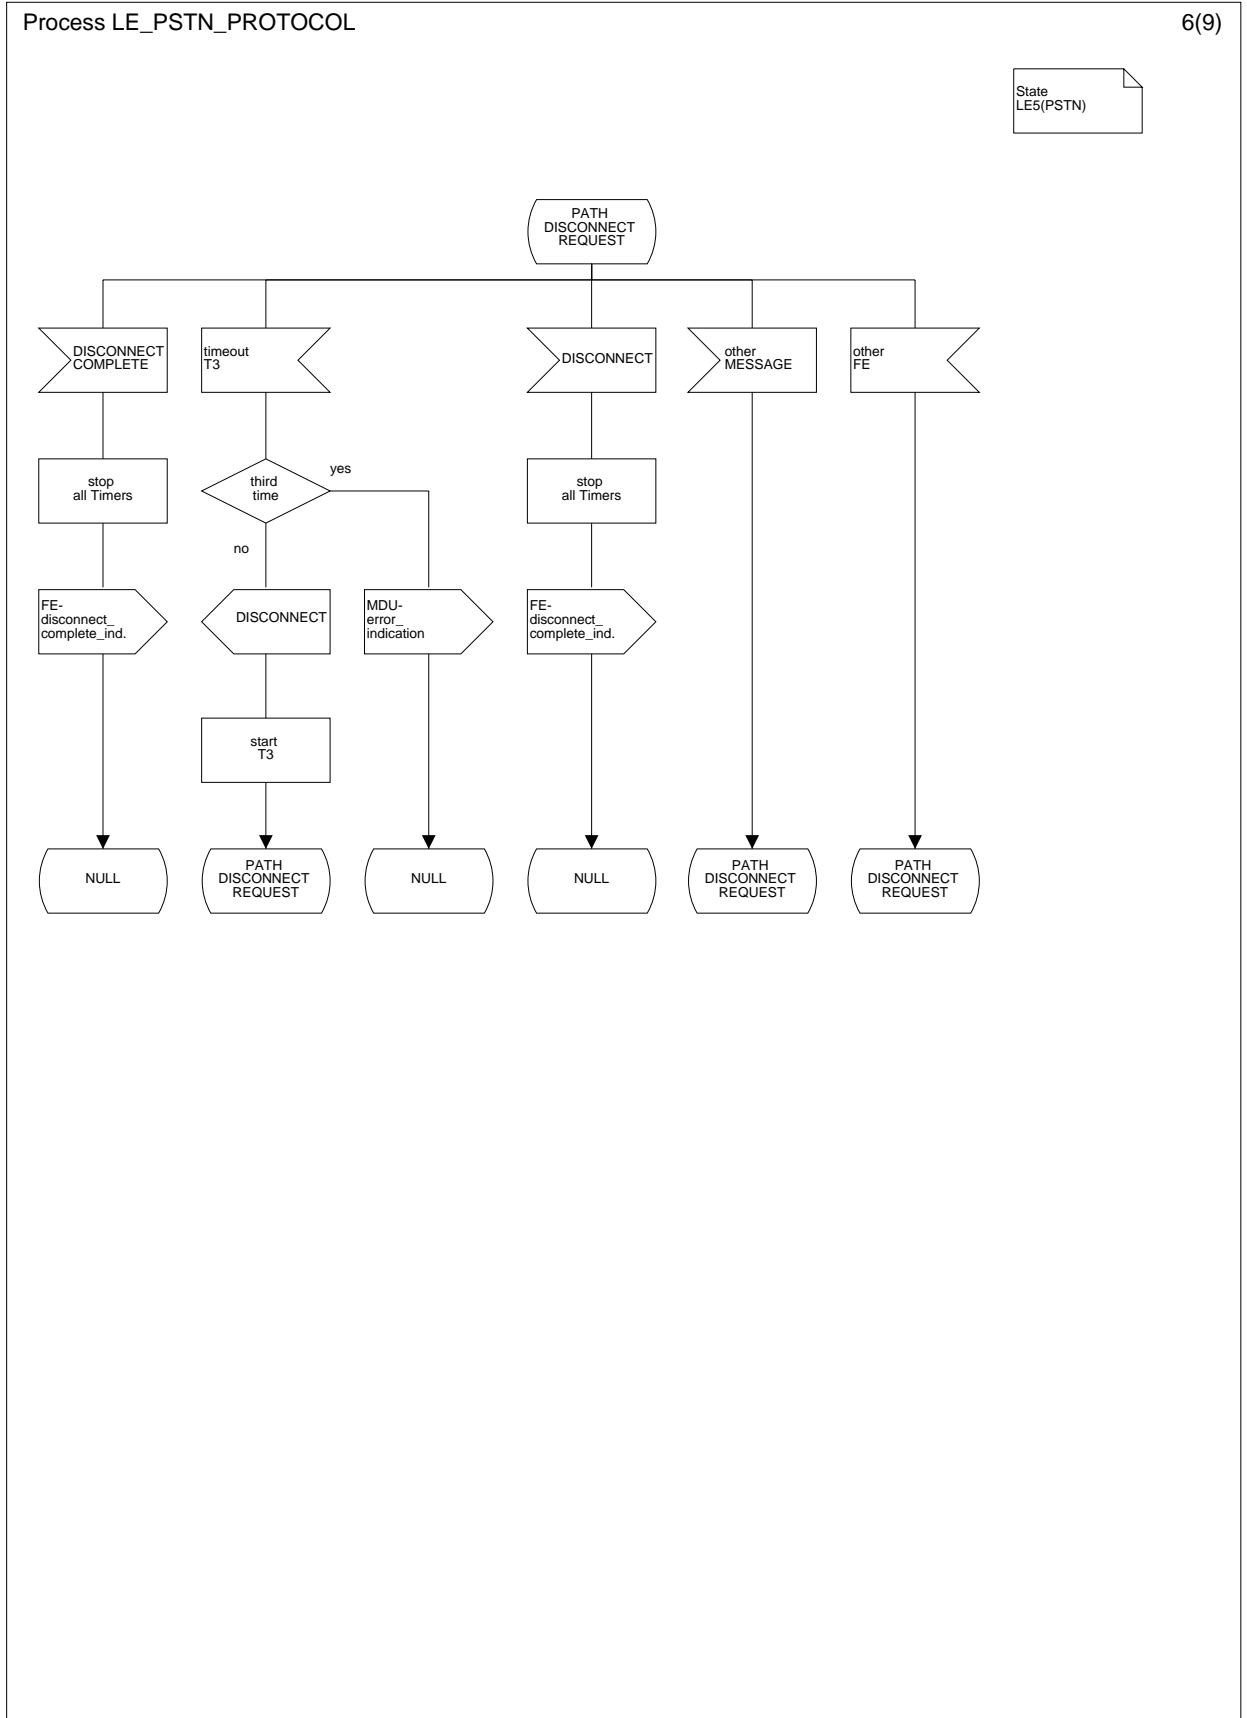 Process LE_PSTN_PROTOCOL
6(9)
State
LE5(PSTN)
PATH
DISCONNECT
REQUEST
DISCONNECT
COMPLETE
timeout
T3
DISCONNECT
other
MESSAGE
other
FE
stop
all Timers
third
time
yes
no
stop
all Timers
FE-
disconnect_
complete_ind.
DISCONNECT
MDU-
error_
indication
FE-
disconnect_
complete_ind.
start
T3
NULL
PATH
DISCONNECT
REQUEST
NULL
NULL
PATH
DISCONNECT
REQUEST
PATH
DISCONNECT
REQUEST